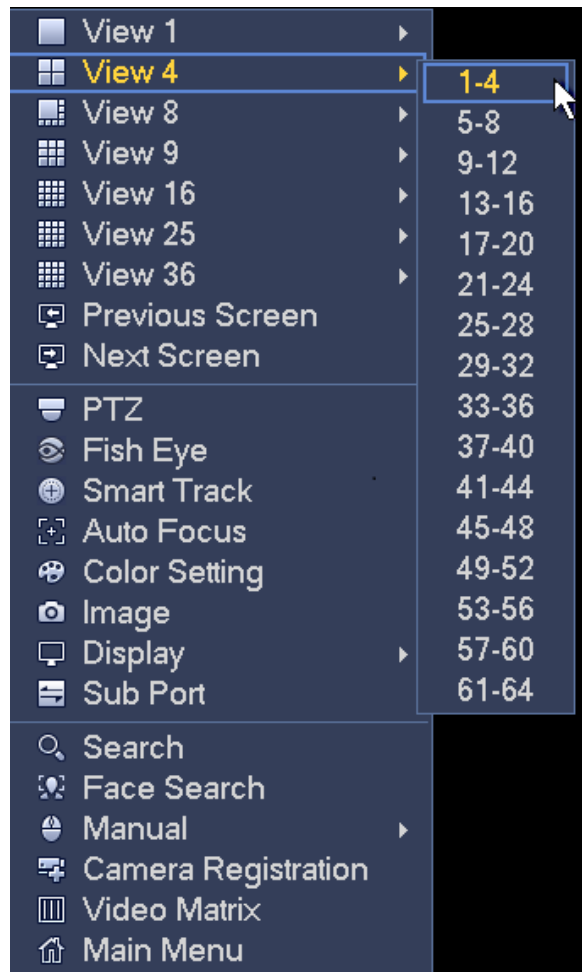 View 1
View 4
View 8
View 9
View 16
View 25
View 36
Previous Screen
Next Screen
PTZ
Fish Eye
Smart Track
Auto Focus
Color Setting
Image
Display
Sub Port
Search
Face Search
Manual
Camera Registration
Video Matrix
Main Menu
1-4
5-8
9-12
13-16
17-20
21-24
25-28
29-32
33-36
37-40
41-44
45-48
49-52
53-56
57-60
61-64